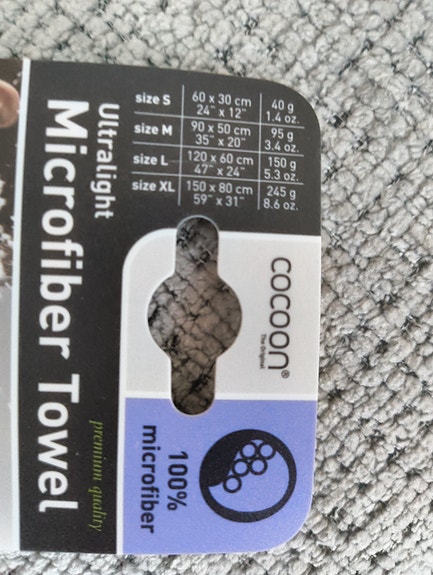 size S 60 x 30 cm 40 g
24" x 12" 1.4 oz.
size M 90 x 50 cm 95 g
35" x 20" 3.4 oz.
size L 120 x 60 cm 150 g
47" x 24" 5.3 oz.
size XL 150 x 80 cm 245 g
59" x 31" 8.6 oz.
cocoon®
The Original.
100%
microfiber
Ultralight
Microfiber Towel
premium quality